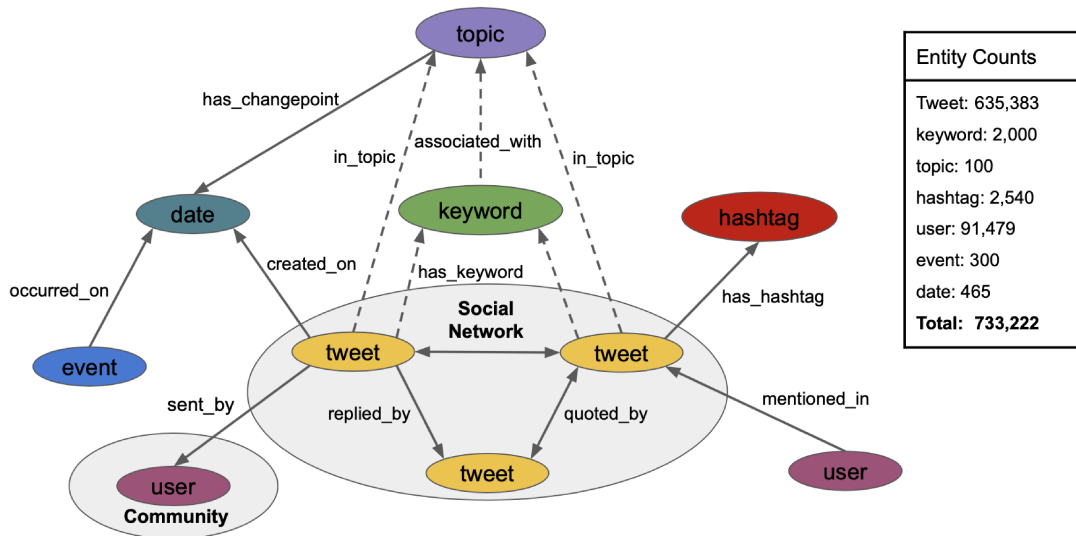 topic
Entity Counts
has_changepoint
Tweet: 635,383
keyword: 2,000
associated_with
in_topic
in_topic
topic: 100
hashtag: 2,540
user: 91,479
event: 300
date: 465
Total: 733,222
date
keyword
hashtag
created_on
has_keyword
occurred_on
has_hashtag
Social
Network
event
tweet
tweet
sent_by
replied_by
quoted_by
mentioned_in
user
Community
tweet
user